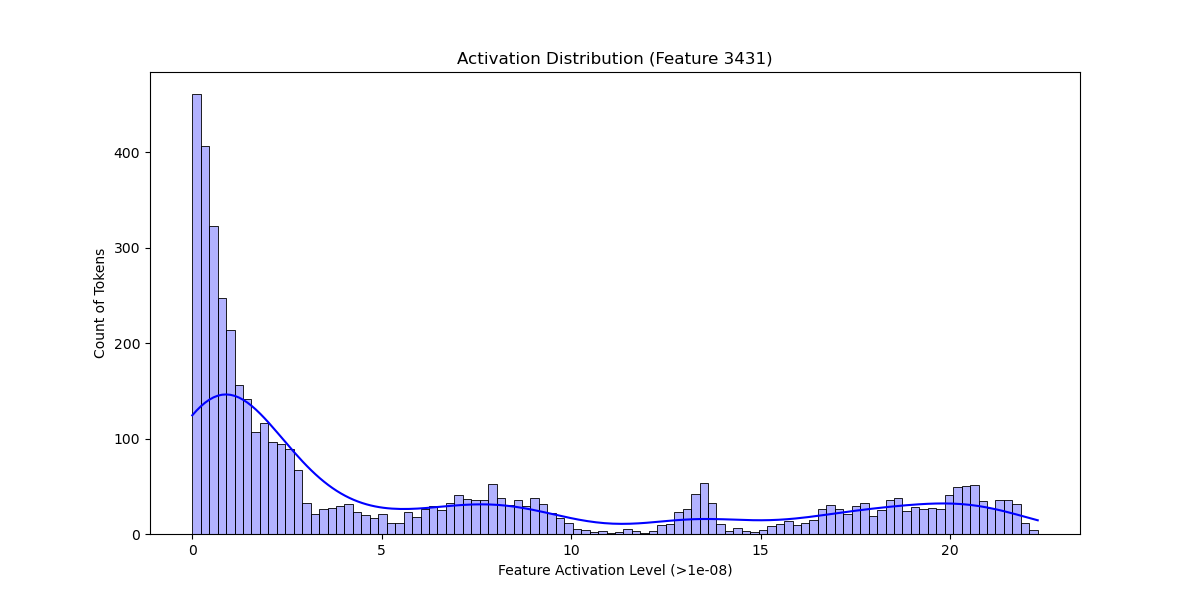 Activation Distribution (Feature 3431)
400
300
200
100
0
Count of Tokens
0 5 10 15 20
Feature Activation Level (>1e-08)